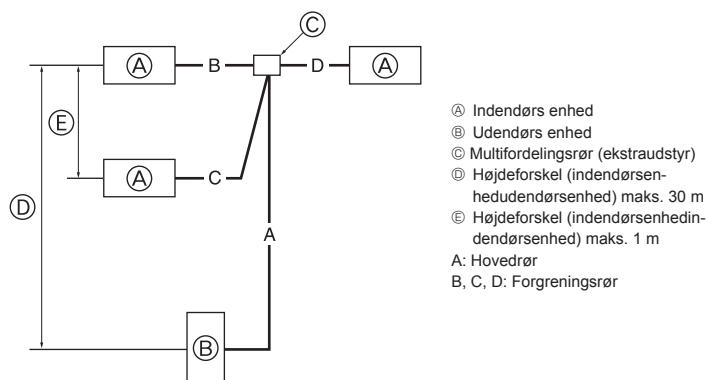 Ⓒ
Ⓐ B D Ⓐ
Ⓔ
Ⓐ C
Ⓓ
A
Ⓑ
Ⓐ Indendørs enhed
Ⓑ Udendørs enhed
Ⓒ Multifordelingsrør (ekstraudstyr)
Ⓓ Højdeforskel (indendørsen-
hedudendørsenhed) maks. 30 m
Ⓔ Højdeforskel (indendørsenhedin-
dendørsenhed) maks. 1 m
A: Hovedrør
B, C, D: Forgreningsrør